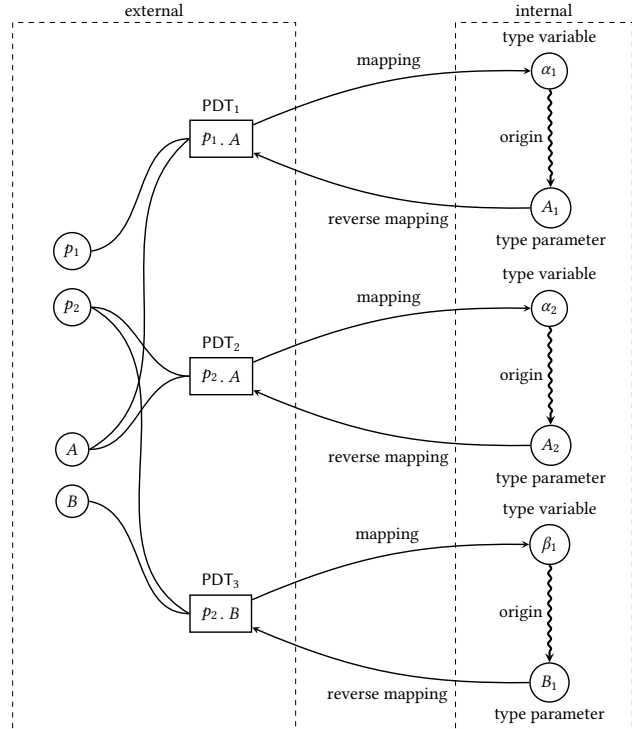 external
internal
type variable
mapping
α₁
PDT₁
p₁ . A
origin
A₁
reverse mapping
type parameter
p₁
type variable
mapping
α₂
p₂
PDT₂
p₂ . A
origin
A
A₂
reverse mapping
type parameter
B
type variable
mapping
β₁
PDT₃
p₂ . B
origin
B₁
reverse mapping
type parameter